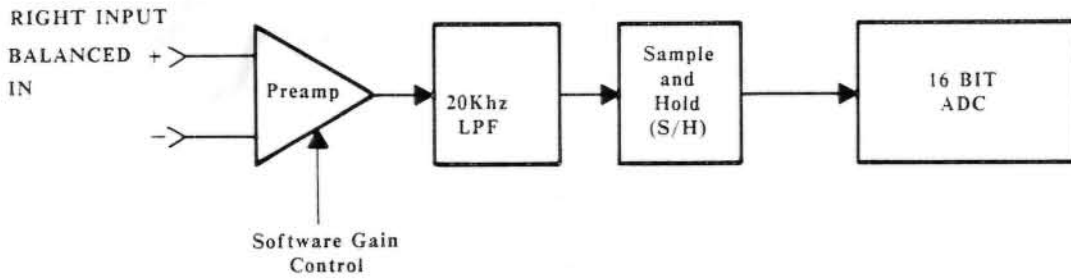 RIGHT INPUT
BALANCED +
IN
-
Preamp
20Khz
LPF
Sample
and
Hold
(S/H)
16 BIT
ADC
Software Gain
Control